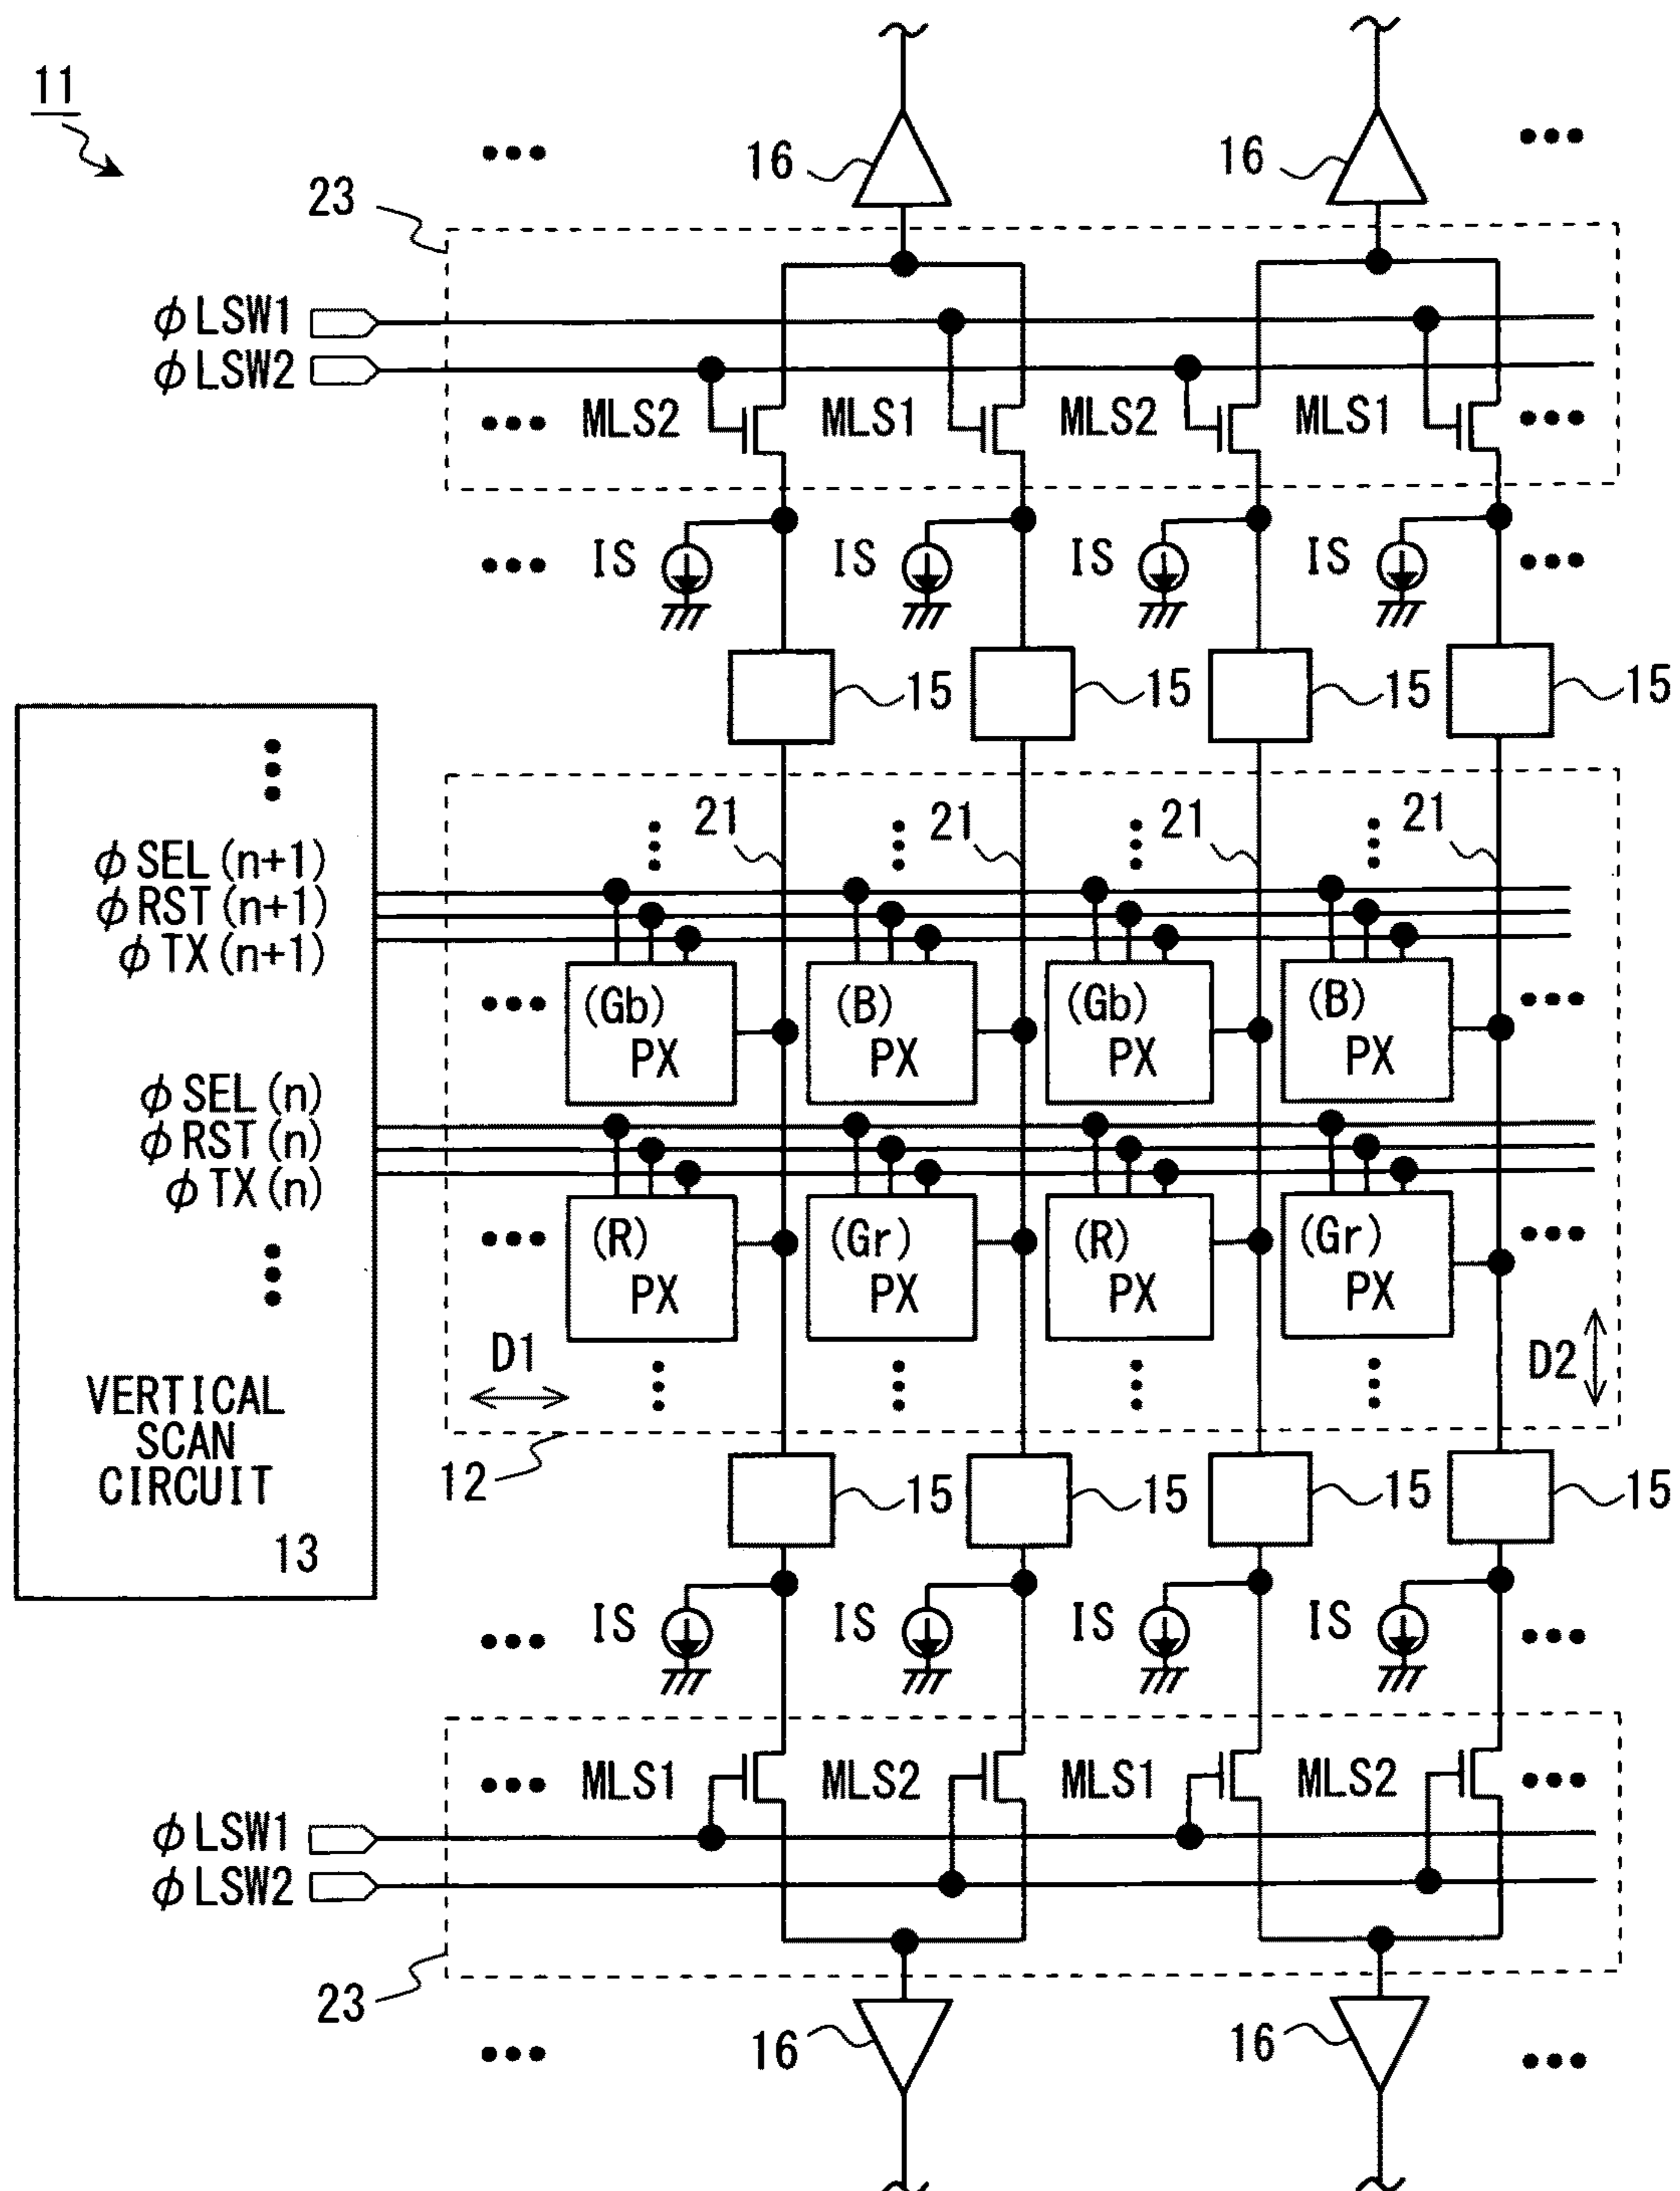 11
16
16
23
φLSW1
φLSW2
MLS2
MLS1
MLS2
MLS1
IS
IS
IS
IS
15
15
15
15
21
21
21
21
φSEL(n+1)
φRST(n+1)
φTX(n+1)
(Gb)
PX
(B)
PX
(Gb)
PX
(B)
PX
φSEL(n)
φRST(n)
φTX(n)
(R)
PX
(Gr)
PX
(R)
PX
(Gr)
PX
D1
D2
VERTICAL
SCAN
CIRCUIT
13
12
15
15
15
15
IS
IS
IS
IS
MLS1
MLS2
MLS1
MLS2
φLSW1
φLSW2
23
16
16